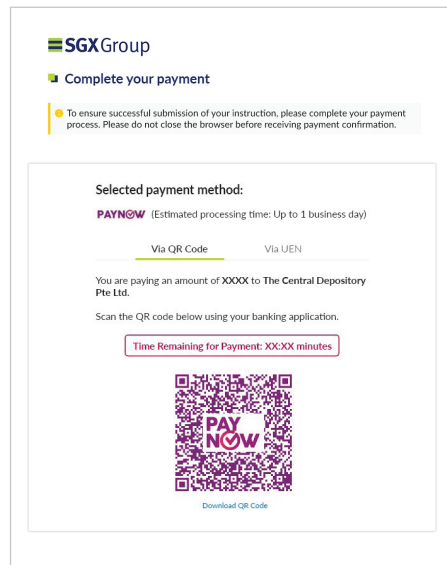 SGXGroup
Complete your payment
To ensure successful submission of your instruction, please complete your payment
process. Please do not close the browser before receiving payment confirmation.
Selected payment method:
PAYNOW (Estimated processing time: Up to 1 business day)
Via QR Code Via UEN
You are paying an amount of XXXX to The Central Depository
Pte Ltd.
Scan the QR code below using your banking application.
Time Remaining for Payment: XX:XX minutes
PAY
NOW
Download QR Code